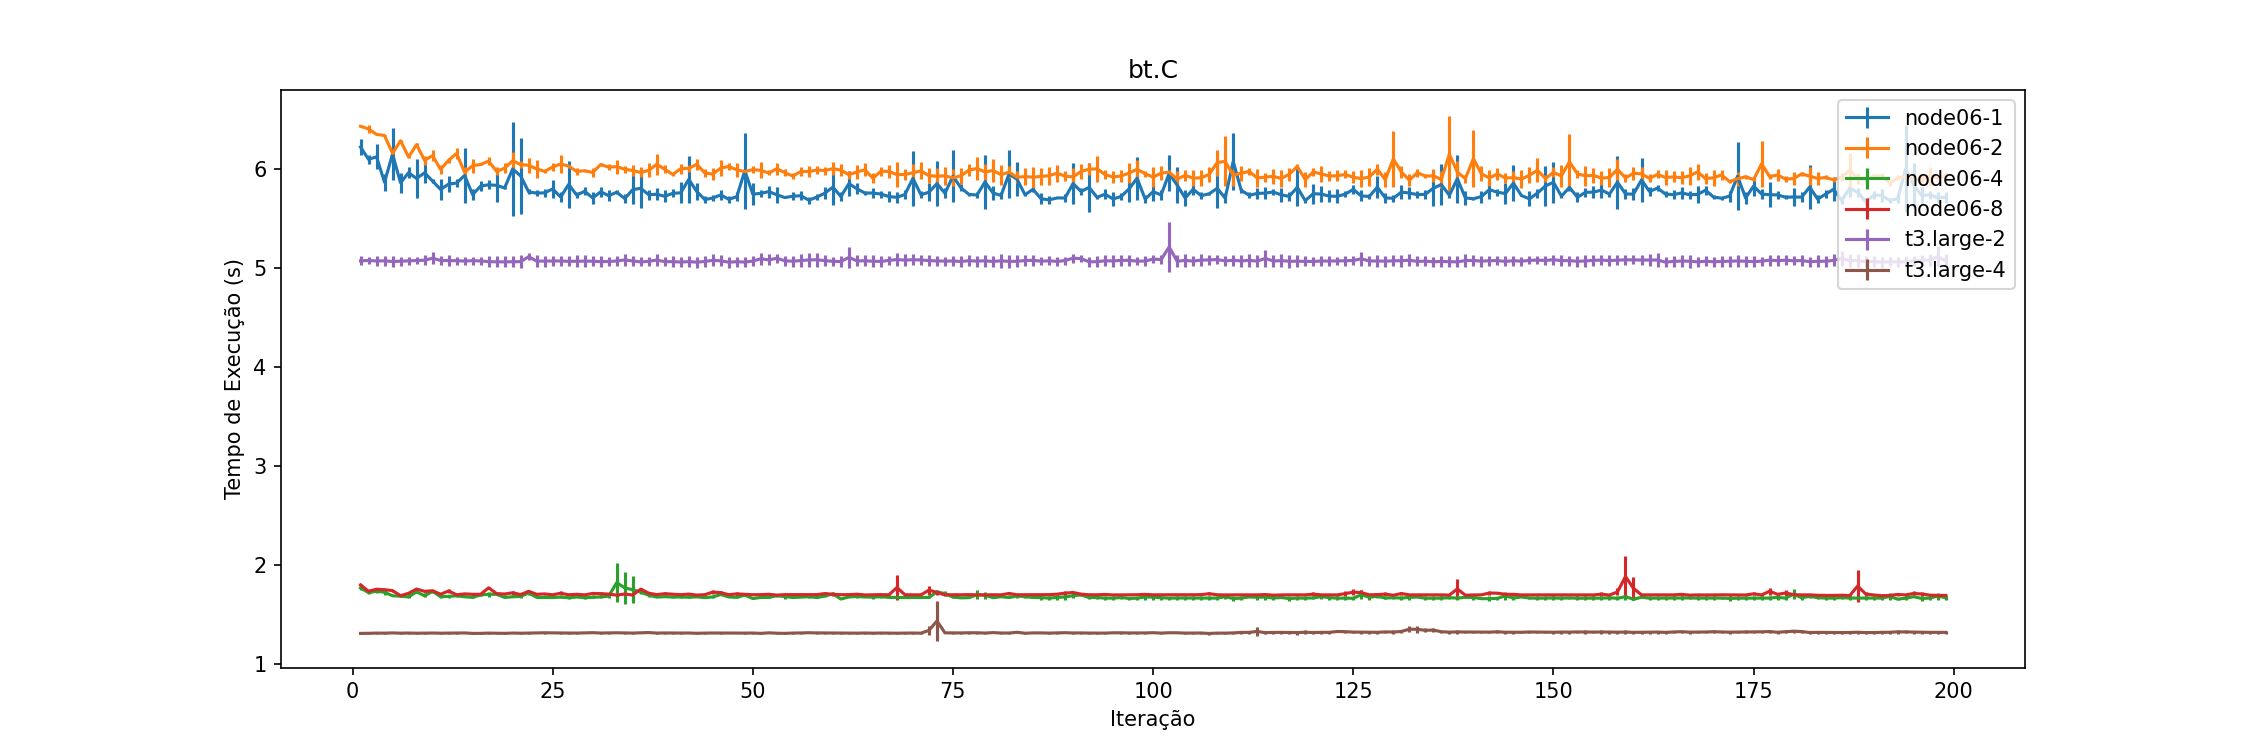 bt.C
node06-1
node06-2
node06-4
node06-8
t3.large-2
t3.large-4
Tempo de Execução (s)
6
5
4
3
2
1
0 25 50 75 100 125 150 175 200
Iteração